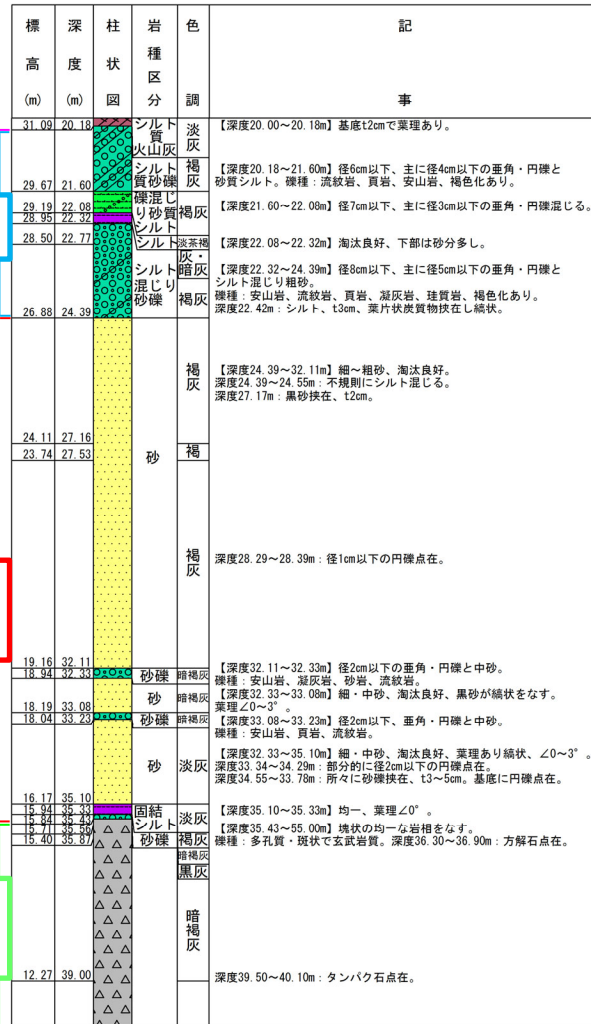 標高(m) 深度(m) 柱状図 岩種区分 色調 記事
31.09 20.18 シルト質火山灰 淡灰 【深度20.00～20.18m】基底t2cmで葉理あり。
29.67 21.60 シルト質砂礫 褐灰 【深度20.18～21.60m】径6cm以下、主に径4cm以下の亜角・円礫と
砂質シルト。礫種：流紋岩、頁岩、安山岩、褐色化あり。
29.19 22.08 礫混じり砂質シルト 褐灰 【深度21.60～22.08m】径7cm以下、主に径3cm以下の亜角・円礫混じる。
28.95 22.32
28.50 22.77 シルト 淡茶褐 【深度22.08～22.32m】淘汰良好、下部は砂分多し。
シルト混じり砂礫 灰・暗灰 【深度22.32～24.39m】径8cm以下、主に径5cm以下の亜角・円礫と
シルト混じり粗砂。
褐灰 礫種：安山岩、流紋岩、頁岩、凝灰岩、珪質岩、褐色化あり。
26.88 24.39 深度22.42m：シルト、t3cm、葉片状炭質物挟在し縞状。
褐灰 【深度24.39～32.11m】細～粗砂、淘汰良好。
深度24.39～24.55m：不規則にシルト混じる。
深度27.17m：黒砂挟在、t2cm。
24.11 27.16
23.74 27.53 砂 褐
褐灰 深度28.29～28.39m：径1cm以下の円礫点在。
19.16 32.11 【深度32.11～32.33m】径2cm以下の亜角・円礫と中砂。
18.94 32.33 砂礫 暗褐灰 礫種：安山岩、凝灰岩、砂岩、流紋岩。
砂 暗褐灰 【深度32.33～33.08m】細・中砂、淘汰良好、黒砂が縞状をなす。
18.19 33.08 葉理∠0～3°。
18.04 33.23 砂礫 暗褐灰 【深度33.08～33.23m】径2cm以下、亜角・円礫と中砂。
礫種：安山岩、頁岩、流紋岩。
砂 淡灰 【深度32.33～35.10m】細・中砂、淘汰良好、葉理あり縞状、∠0～3°。
深度33.34～34.29m：部分的に径2cm以下の円礫点在。
深度34.55～33.78m：所々に砂礫挟在、t3～5cm。基底に円礫点在。
16.17 35.10
15.94 35.33 固結シルト 淡灰 【深度35.10～35.33m】均一、葉理∠0°。
15.84 35.43
15.71 35.56 【深度35.43～55.00m】塊状の均一な岩相をなす。
15.40 35.87 砂礫 褐灰 礫種：多孔質・斑状で玄武岩質。深度36.30～36.90m：方解石点在。
暗褐灰
黒灰
暗褐灰
12.27 39.00 深度39.50～40.10m：タンパク石点在。